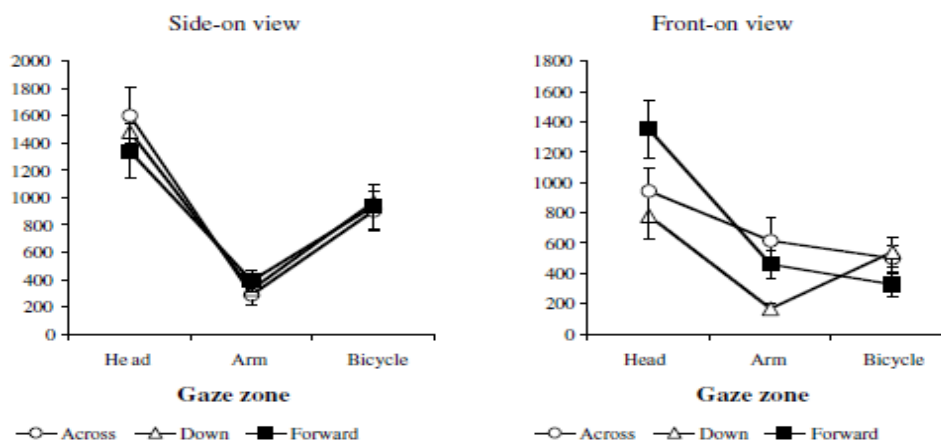 Side-on view
2000
1800
1600
1400
1200
1000
800
600
400
200
0
Head
Arm
Bicycle
Gaze zone
Across
Down
Forward
Front-on view
1800
1600
1400
1200
1000
800
600
400
200
0
Head
Arm
Bicycle
Gaze zone
Across
Down
Forward